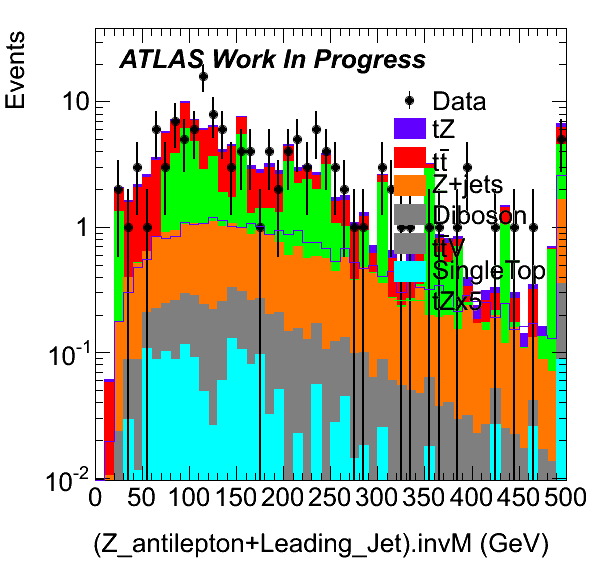 Events
ATLAS Work In Progress
Data
tZ
tt̄
Z+jets
Diboson
tt̄V
SingleTop
tZx5
10
1
10⁻¹
10⁻²
0 50 100 150 200 250 300 350 400 450 500
(Z_antilepton+Leading_Jet).invM (GeV)